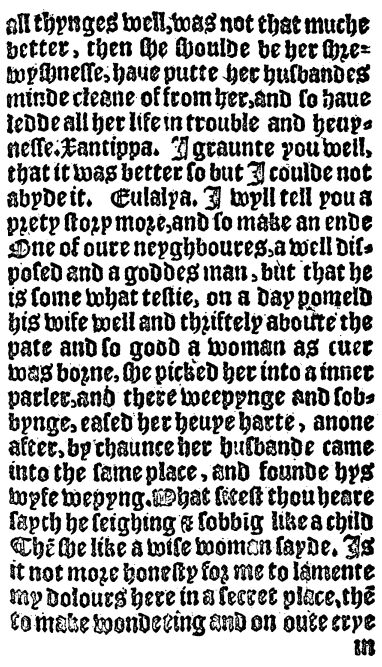 all thynges well, was not that muche
better, then she shoulde be her shre=
wyshnesse, haue putte her husbandes
minde cleane of from her, and so haue
ledde all her life in trouble and heuy=
nesse. Xantippa. I graunte you well,
that it was better so but I coulde not
abyde it. Eulalya. I wyll tell you a
prety story more, and so make an ende
One of oure neyghboures, a well dis=
posed and a goddes man, but that he
is some what testie, on a day pomeld
his wife well and thriftely aboutte the
pate and so good a woman as euer
was borne, she picked her into a inner
parler, and there weepynge and sob=
bynge, eased her heuye harte, anone
after, by chaunce her husbande came
into the same place, and founde hys
wyfe wepyng. What sitest thou heare
sayth he seighing & sobbig like a child
Thē she like a wise woman sayde. Is
it not more honesty for me to lamente
my dolours here in a secret place, thē
to make wondering and on oute crye
in